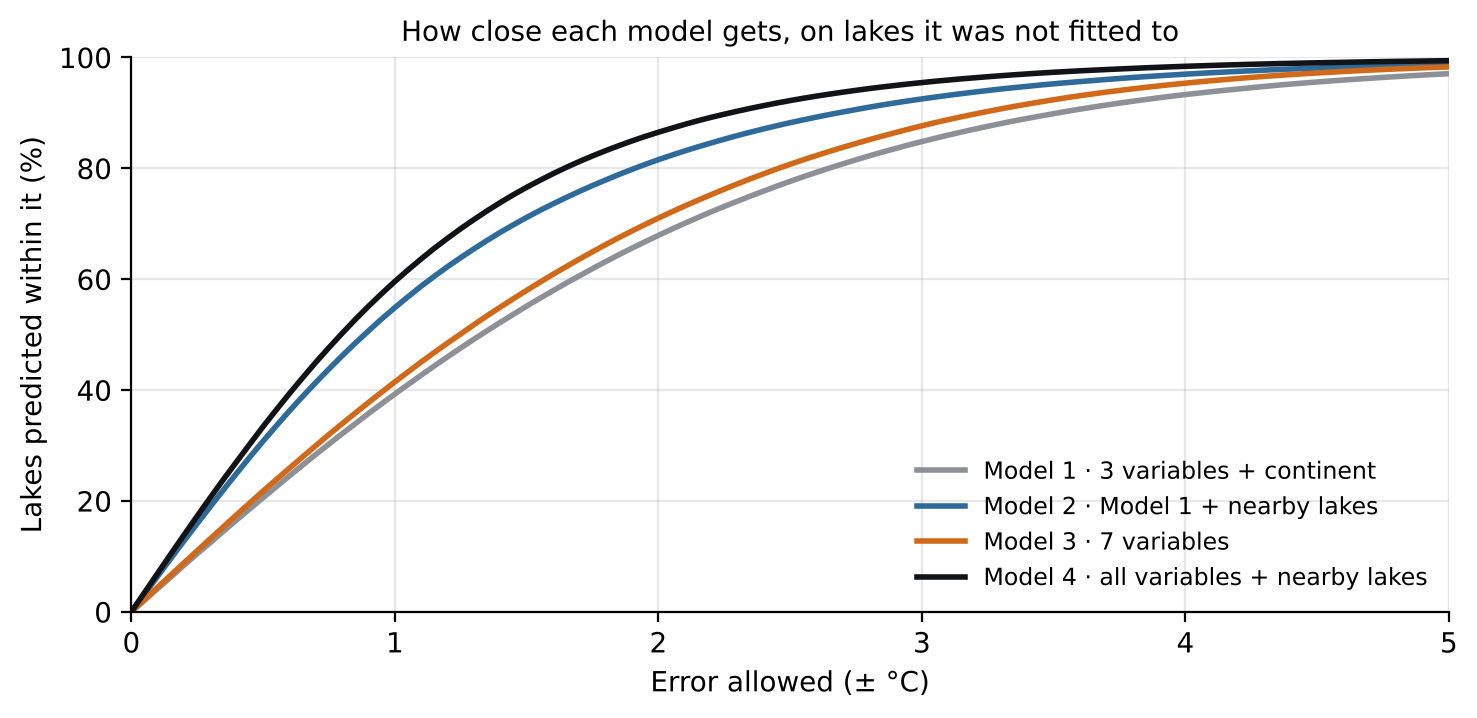 How close each model gets, on lakes it was not fitted to
Lakes predicted within it (%)
100
80
60
40
20
0
0 1 2 3 4 5
Error allowed (± °C)
Model 1 · 3 variables + continent
Model 2 · Model 1 + nearby lakes
Model 3 · 7 variables
Model 4 · all variables + nearby lakes